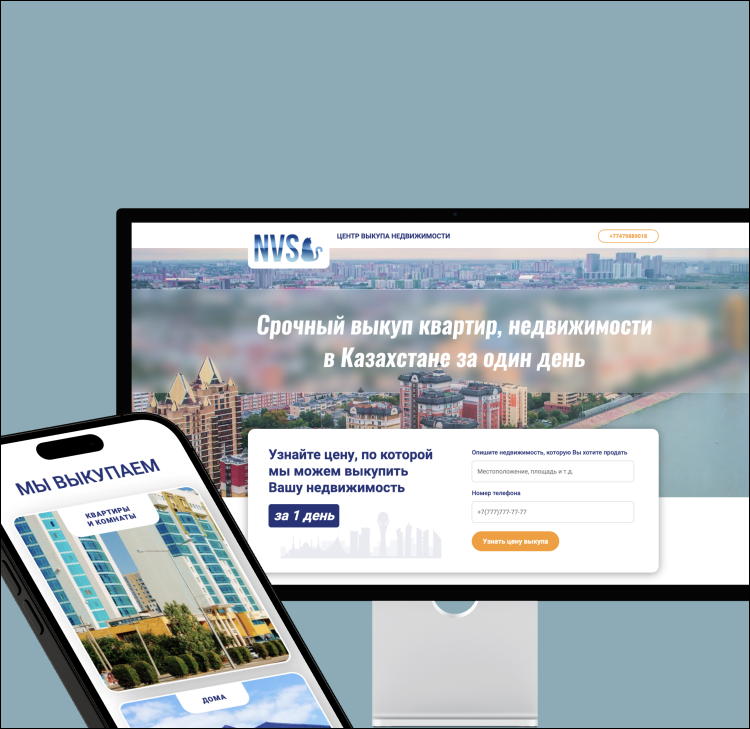 NVS
ЦЕНТР ВЫКУПА НЕДВИЖИМОСТИ
+77479889018
Срочный выкуп квартир, недвижимости
в Казахстане за один день
Узнайте цену, по которой
мы можем выкупить
Вашу недвижимость
за 1 день
Опишите недвижимость, которую Вы хотите продать
Местоположение, площадь и т.д.
Номер телефона
+7(777)777-77-77
Узнать цену выкупа
МЫ ВЫКУПАЕМ
КВАРТИРЫ
И КОМНАТЫ
ДОМА